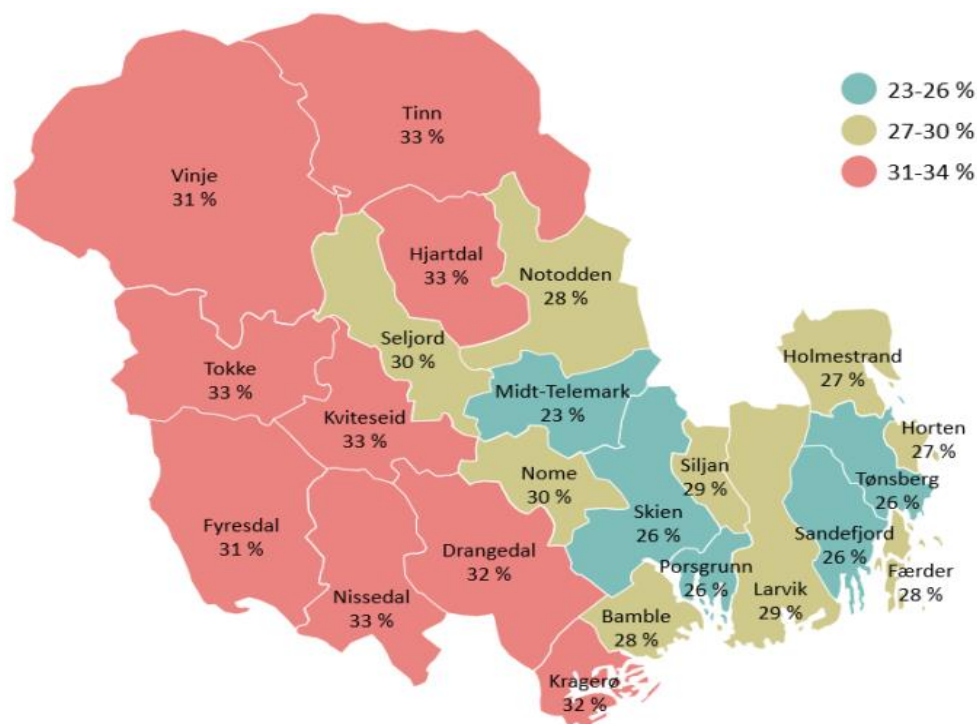 23-26 %
27-30 %
31-34 %
Tinn
33 %
Vinje
31 %
Hjartdal
33 %
Notodden
28 %
Seljord
30 %
Holmestrand
27 %
Tokke
33 %
Midt-Telemark
23 %
Kviteseid
33 %
Horten
27 %
Siljan
29 %
Nome
30 %
Tønsberg
26 %
Skien
26 %
Fyresdal
31 %
Sandefjord
26 %
Drangedal
32 %
Porsgrunn
26 %
Færder
28 %
Larvik
29 %
Nissedal
33 %
Bamble
28 %
Kragerø
32 %